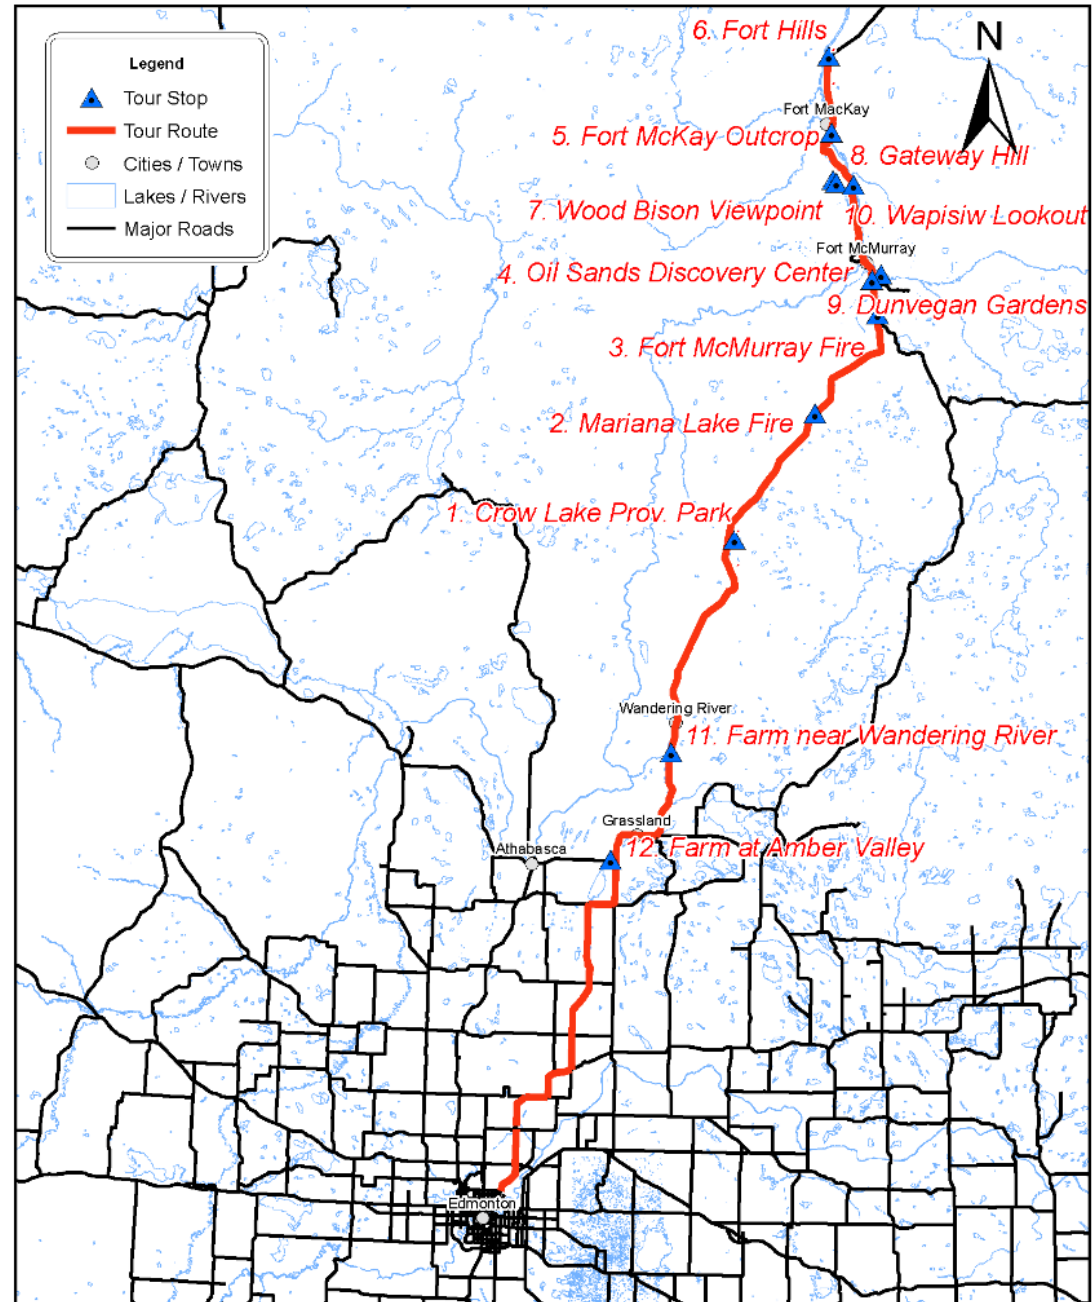 6. Fort Hills
N
Legend
Tour Stop
Tour Route
Cities / Towns
Lakes / Rivers
Major Roads
Fort MacKay
5. Fort McKay Outcrop
8. Gateway Hill
7. Wood Bison Viewpoint
10. Wapisiw Lookout
Fort McMurray
4. Oil Sands Discovery Center
9. Dunvegan Gardens
3. Fort McMurray Fire
2. Mariana Lake Fire
1. Crow Lake Prov. Park
Wandering River
11. Farm near Wandering River
Grassland
Athabasca
12. Farm at Amber Valley
Edmonton